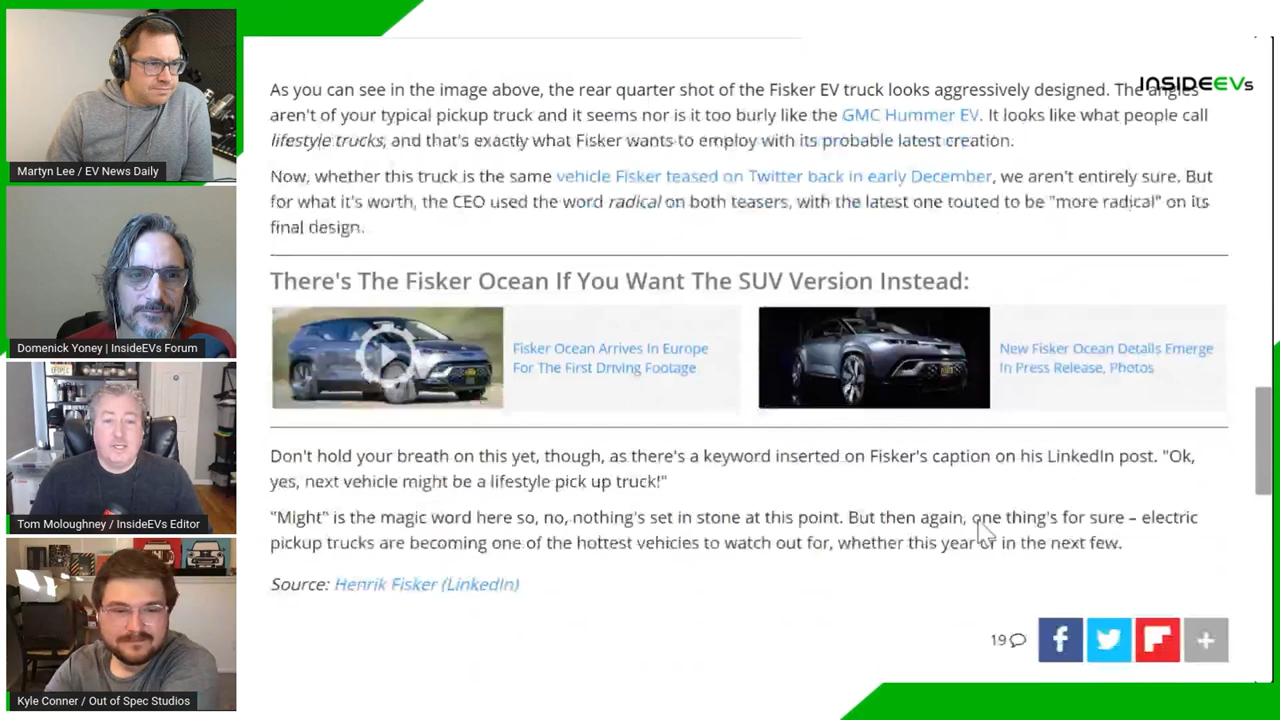 Martyn Lee / EV News Daily
Domenick Yoney | InsideEVs Forum
Tom Moloughney / InsideEVs Editor
Kyle Conner / Out of Spec Studios
INSIDEEVs
As you can see in the image above, the rear quarter shot of the Fisker EV truck looks aggressively designed. The angles
aren't of your typical pickup truck and it seems nor is it too burly like the GMC Hummer EV. It looks like what people call
lifestyle trucks, and that's exactly what Fisker wants to employ with its probable latest creation.
Now, whether this truck is the same vehicle Fisker teased on Twitter back in early December, we aren't entirely sure. But
for what it's worth, the CEO used the word radical on both teasers, with the latest one touted to be "more radical" on its
final design.
There's The Fisker Ocean If You Want The SUV Version Instead:
Fisker Ocean Arrives In Europe
For The First Driving Footage
New Fisker Ocean Details Emerge
In Press Release, Photos
Don't hold your breath on this yet, though, as there's a keyword inserted on Fisker's caption on his LinkedIn post. "Ok,
yes, next vehicle might be a lifestyle pick up truck!"
"Might" is the magic word here so, no, nothing's set in stone at this point. But then again, one thing's for sure – electric
pickup trucks are becoming one of the hottest vehicles to watch out for, whether this year or in the next few.
Source: Henrik Fisker (LinkedIn)
19